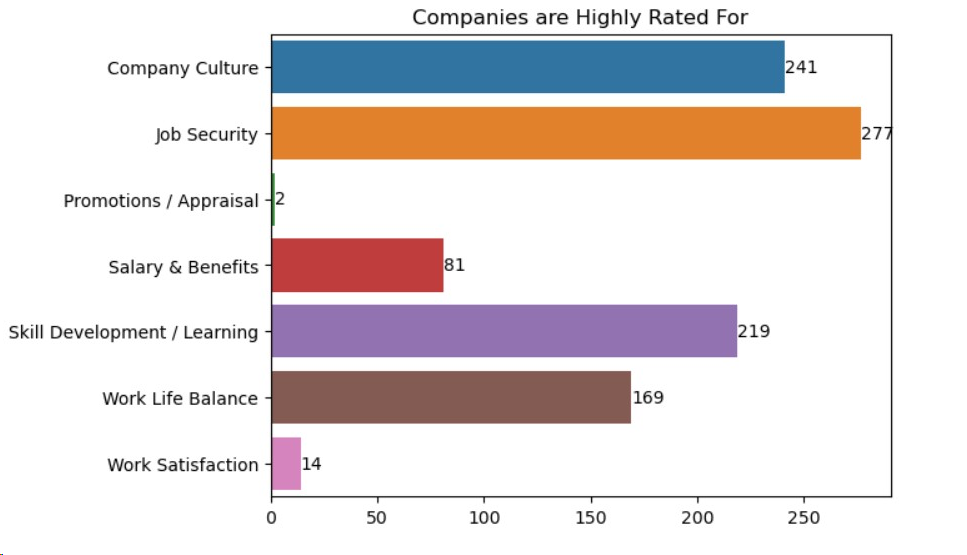 Companies are Highly Rated For
Company Culture 241
Job Security 277
Promotions / Appraisal 2
Salary & Benefits 81
Skill Development / Learning 219
Work Life Balance 169
Work Satisfaction 14
0 50 100 150 200 250